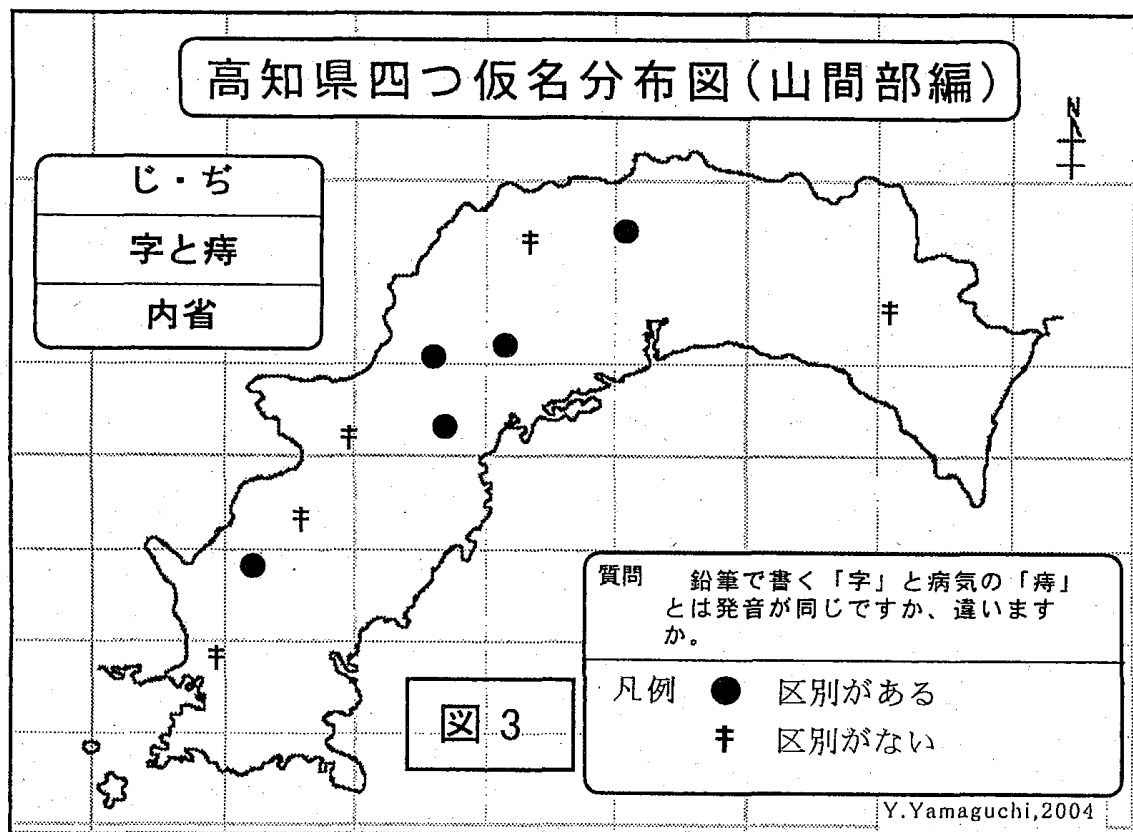 高知県四つ仮名分布図(山間部編)
N
じ・ぢ
字と痔
内省
質問 鉛筆で書く「字」と病気の「痔」
とは発音が同じですか、違います
か。
凡例 ● 区別がある
‡ 区別がない
図 3
Y.Yamaguchi,2004